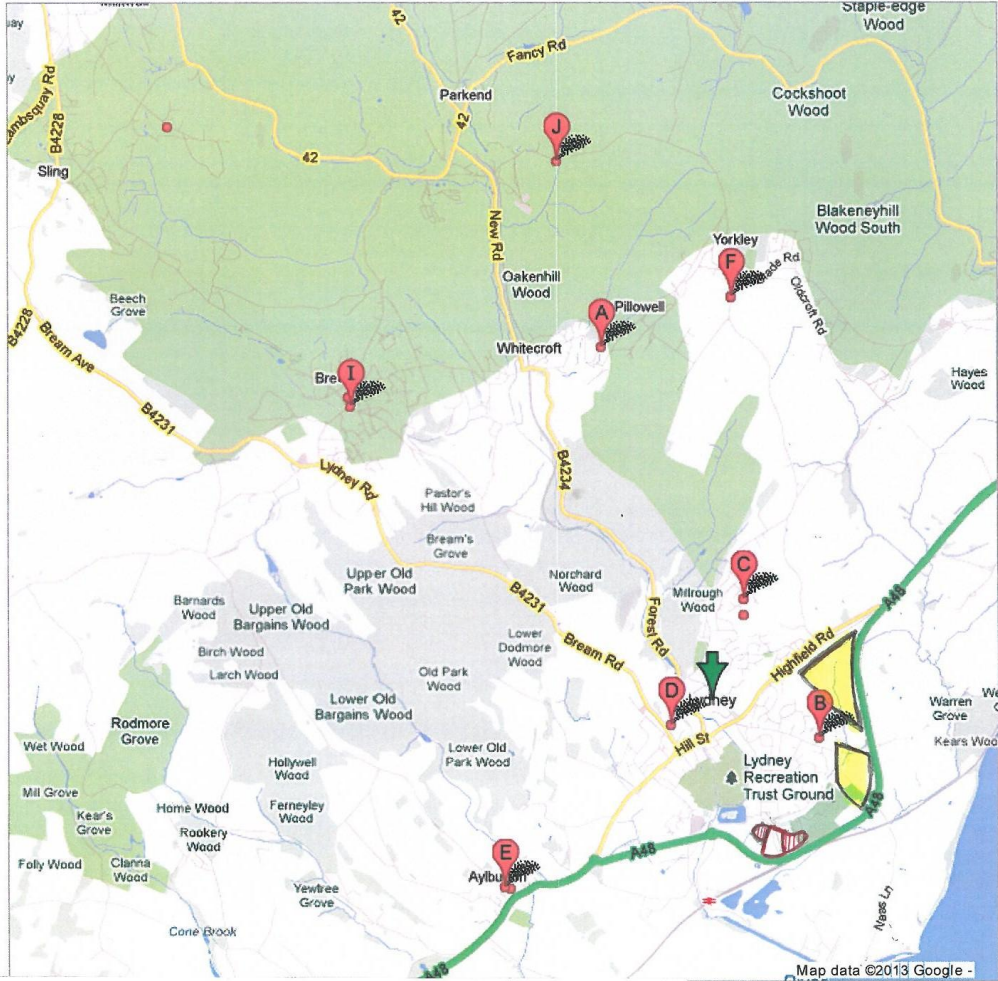 Staple-edge
Wood
42
Fancy Rd
Parkend
Cockshoot
Wood
Lambsquay Rd
B4228
42
J
42
Sling
New Rd
Blakeneyhill
Wood South
Yorkley
F
Oldcroft Rd
Oakenhill
Wood
Beech
Grove
A
Pillowell
B4228
Bream Ave
Whitecroft
I
Hayes
Wood
B4231
Lydney Rd
B4234
Pastor's
Hill Wood
Bream's
Grove
Upper Old
Park Wood
Norchard
Wood
C
Millrough
Wood
B4231
Barnards
Wood
Upper Old
Bargains Wood
Forest Rd
A48
Birch Wood
Lower
Dodmore
Wood
Bream Rd
Highfield Rd
Larch Wood
Old Park
Wood
D
Lydney
B
Lower Old
Bargains Wood
Warren
Grove
Rodmore
Grove
Hill St
Kears Wood
Wet Wood
Lower Old
Park Wood
Hollywell
Wood
Lydney
Recreation
Trust Ground
Mill Grove
Home Wood
Ferneyley
Wood
A48
Kear's
Grove
Rookery
Wood
A48
E
Folly Wood
Clanna
Wood
Yewtree
Grove
Naas Ln
Cone Brook
A48
Map data ©2013 Google -